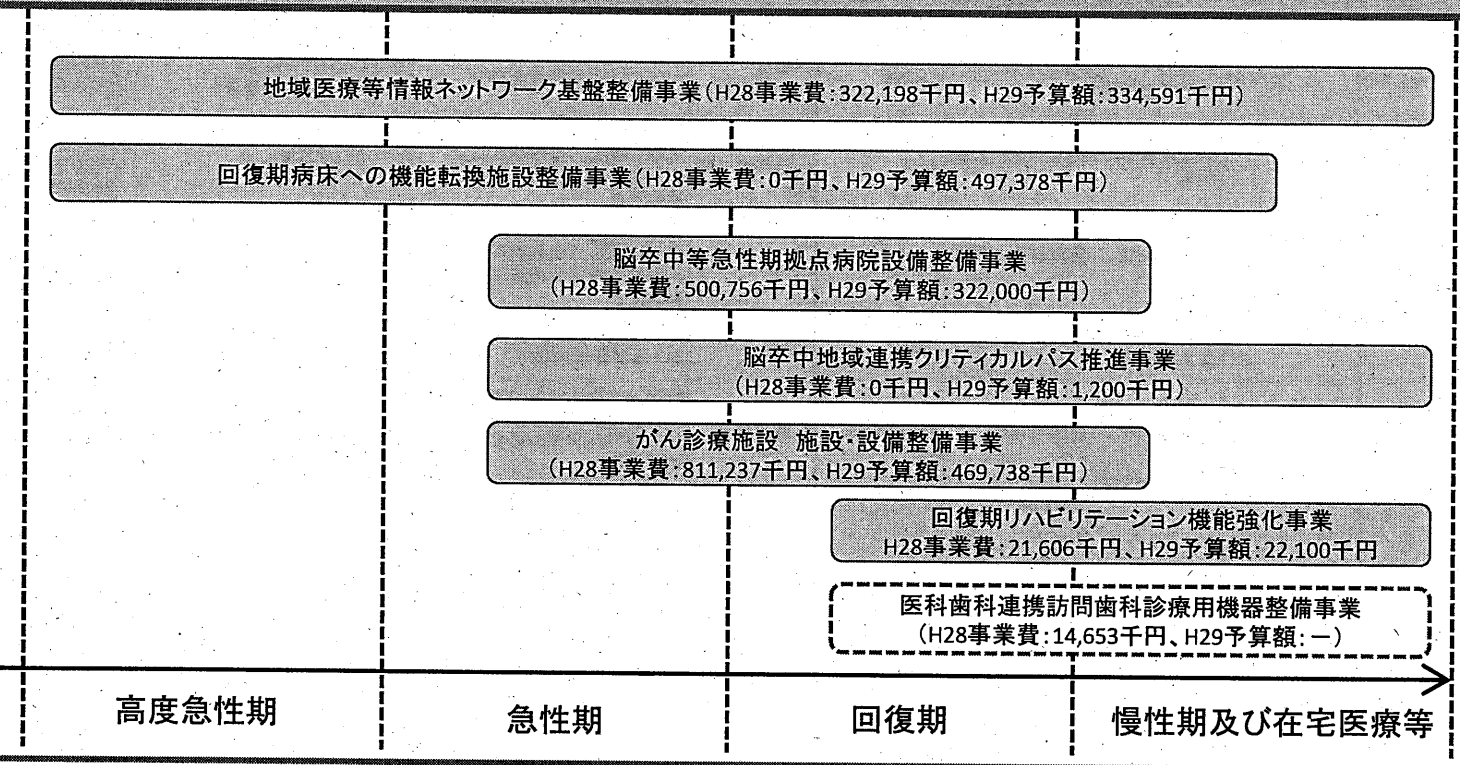 地域医療等情報ネットワーク基盤整備事業(H28事業費:322,198千円、H29予算額:334,591千円)
回復期病床への機能転換施設整備事業(H28事業費:0千円、H29予算額:497,378千円)
脳卒中等急性期拠点病院設備整備事業
(H28事業費:500,756千円、H29予算額:322,000千円)
脳卒中地域連携クリティカルパス推進事業
(H28事業費:0千円、H29予算額:1,200千円)
がん診療施設 施設・設備整備事業
(H28事業費:811,237千円、H29予算額:469,738千円)
回復期リハビリテーション機能強化事業
H28事業費:21,606千円、H29予算額:22,100千円
医科歯科連携訪問歯科診療用機器整備事業
(H28事業費:14,653千円、H29予算額:ー)
高度急性期
急性期
回復期
慢性期及び在宅医療等